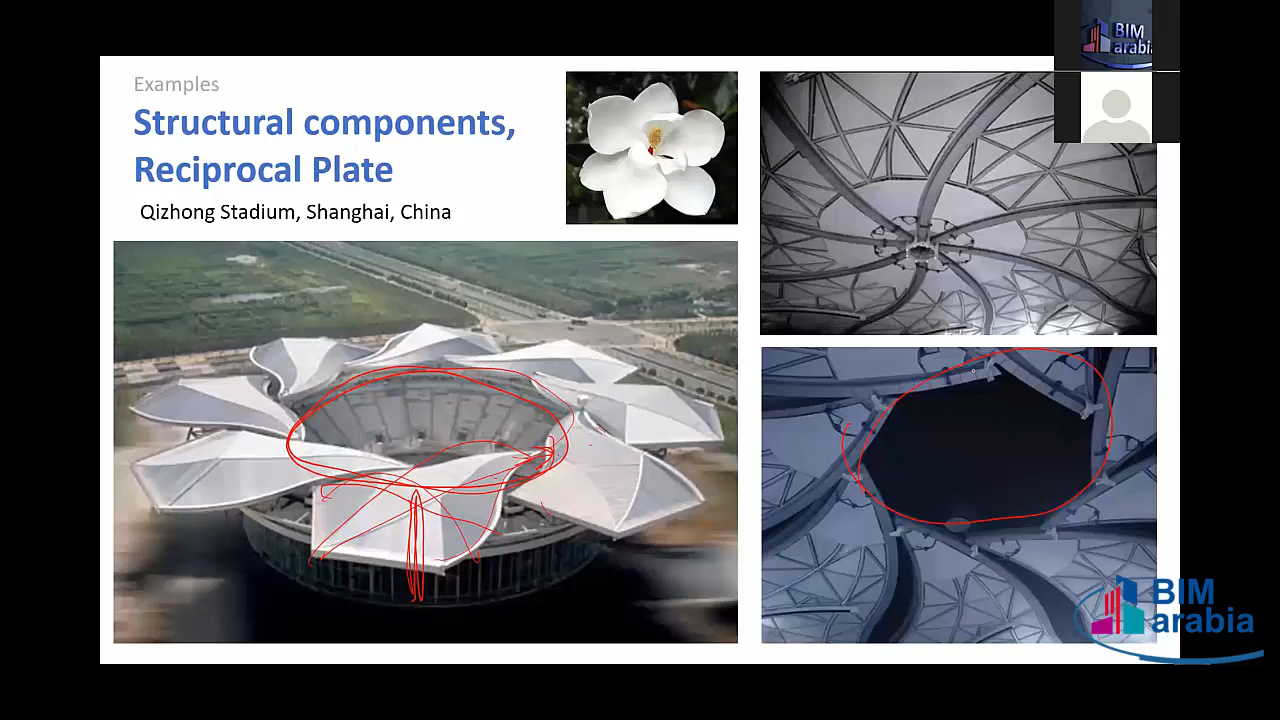 Examples
Structural components,
Reciprocal Plate
Qizhong Stadium, Shanghai, China
BIM
arabia
BIM
arabia